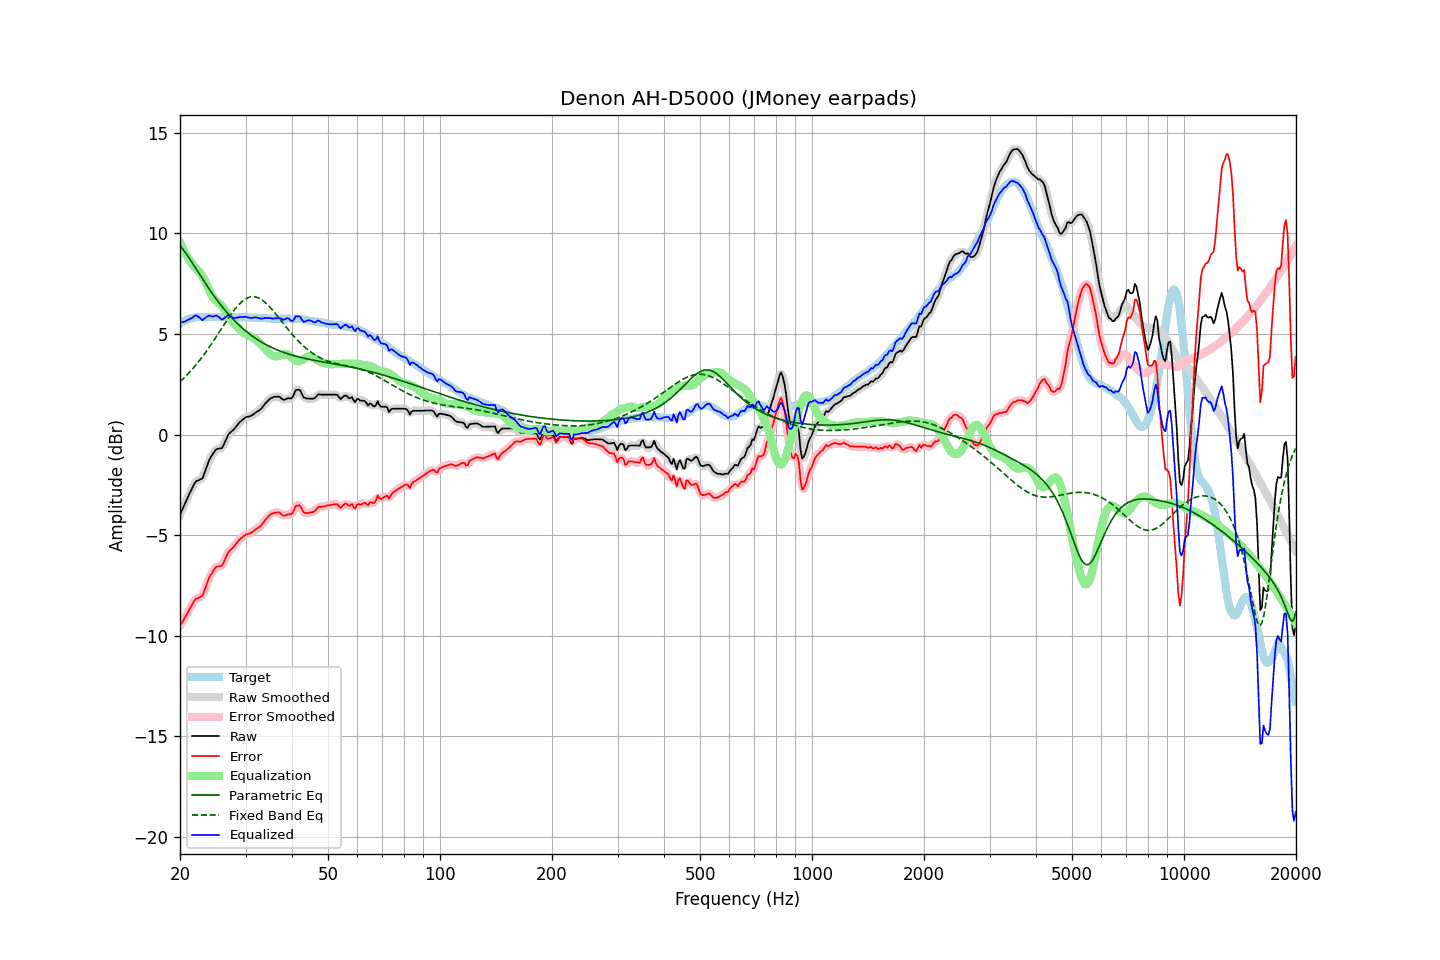 Denon AH-D5000 (JMoney earpads)
15
10
5
0
−5
−10
−15
−20
Amplitude (dBr)
Target
Raw Smoothed
Error Smoothed
Raw
Error
Equalization
Parametric Eq
Fixed Band Eq
Equalized
20 50 100 200 500 1000 2000 5000 10000 20000
Frequency (Hz)